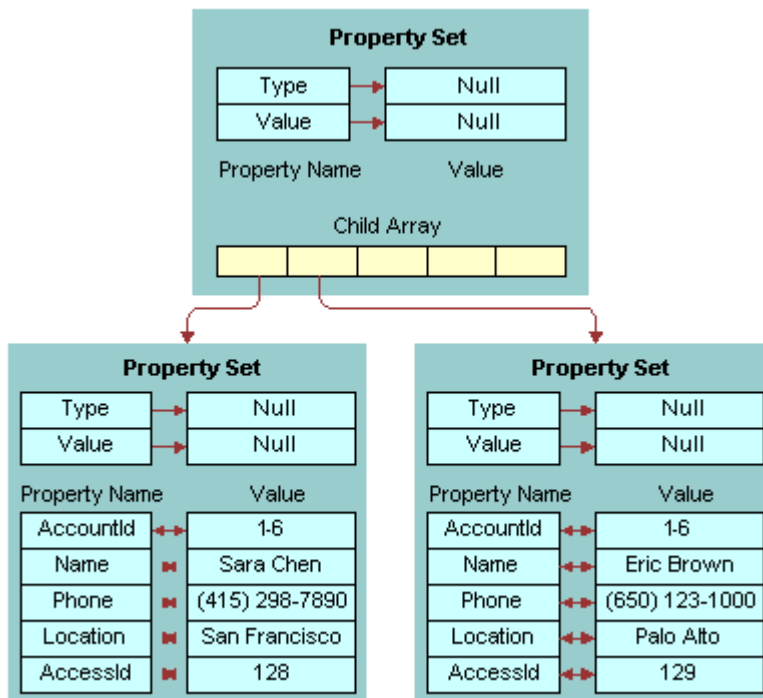 Property Set
Type Null
Value Null
Property Name Value
Child Array
Property Set
Type Null
Value Null
Property Name Value
AccountId 1-6
Name Sara Chen
Phone (415) 298-7890
Location San Francisco
AccessId 128
Property Set
Type Null
Value Null
Property Name Value
AccountId 1-6
Name Eric Brown
Phone (650) 123-1000
Location Palo Alto
AccessId 129